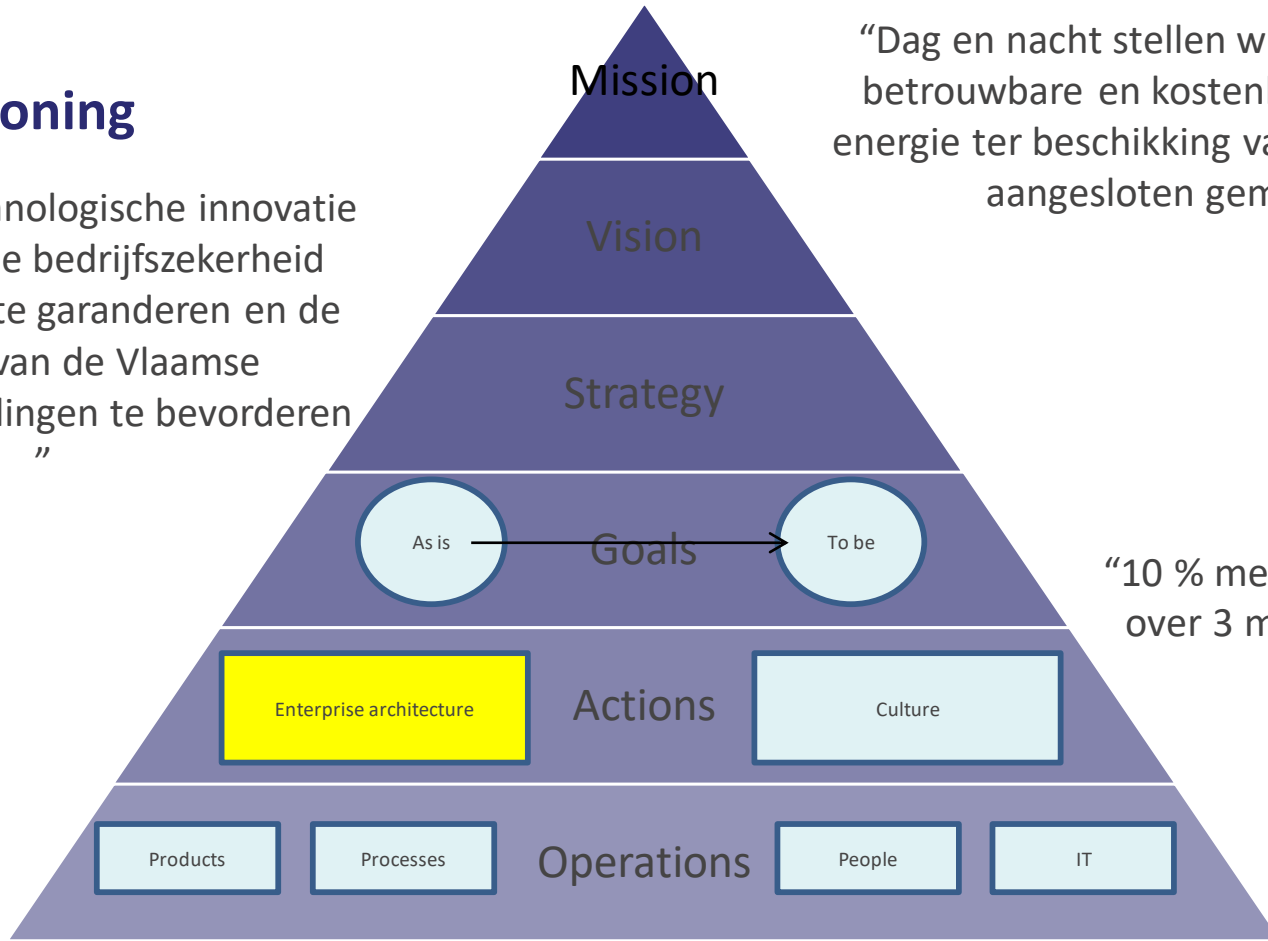 oning
Mission
“Dag en nacht stellen w
betrouwbare en kosten
energie ter beschikking va
aangesloten gem
nologische innovatie
e bedrijfszekerheid
te garanderen en de
van de Vlaamse
lingen te bevorderen
”
Vision
Strategy
As is
Goals
To be
“10 % me
over 3 m
Enterprise architecture
Actions
Culture
Products
Processes
Operations
People
IT